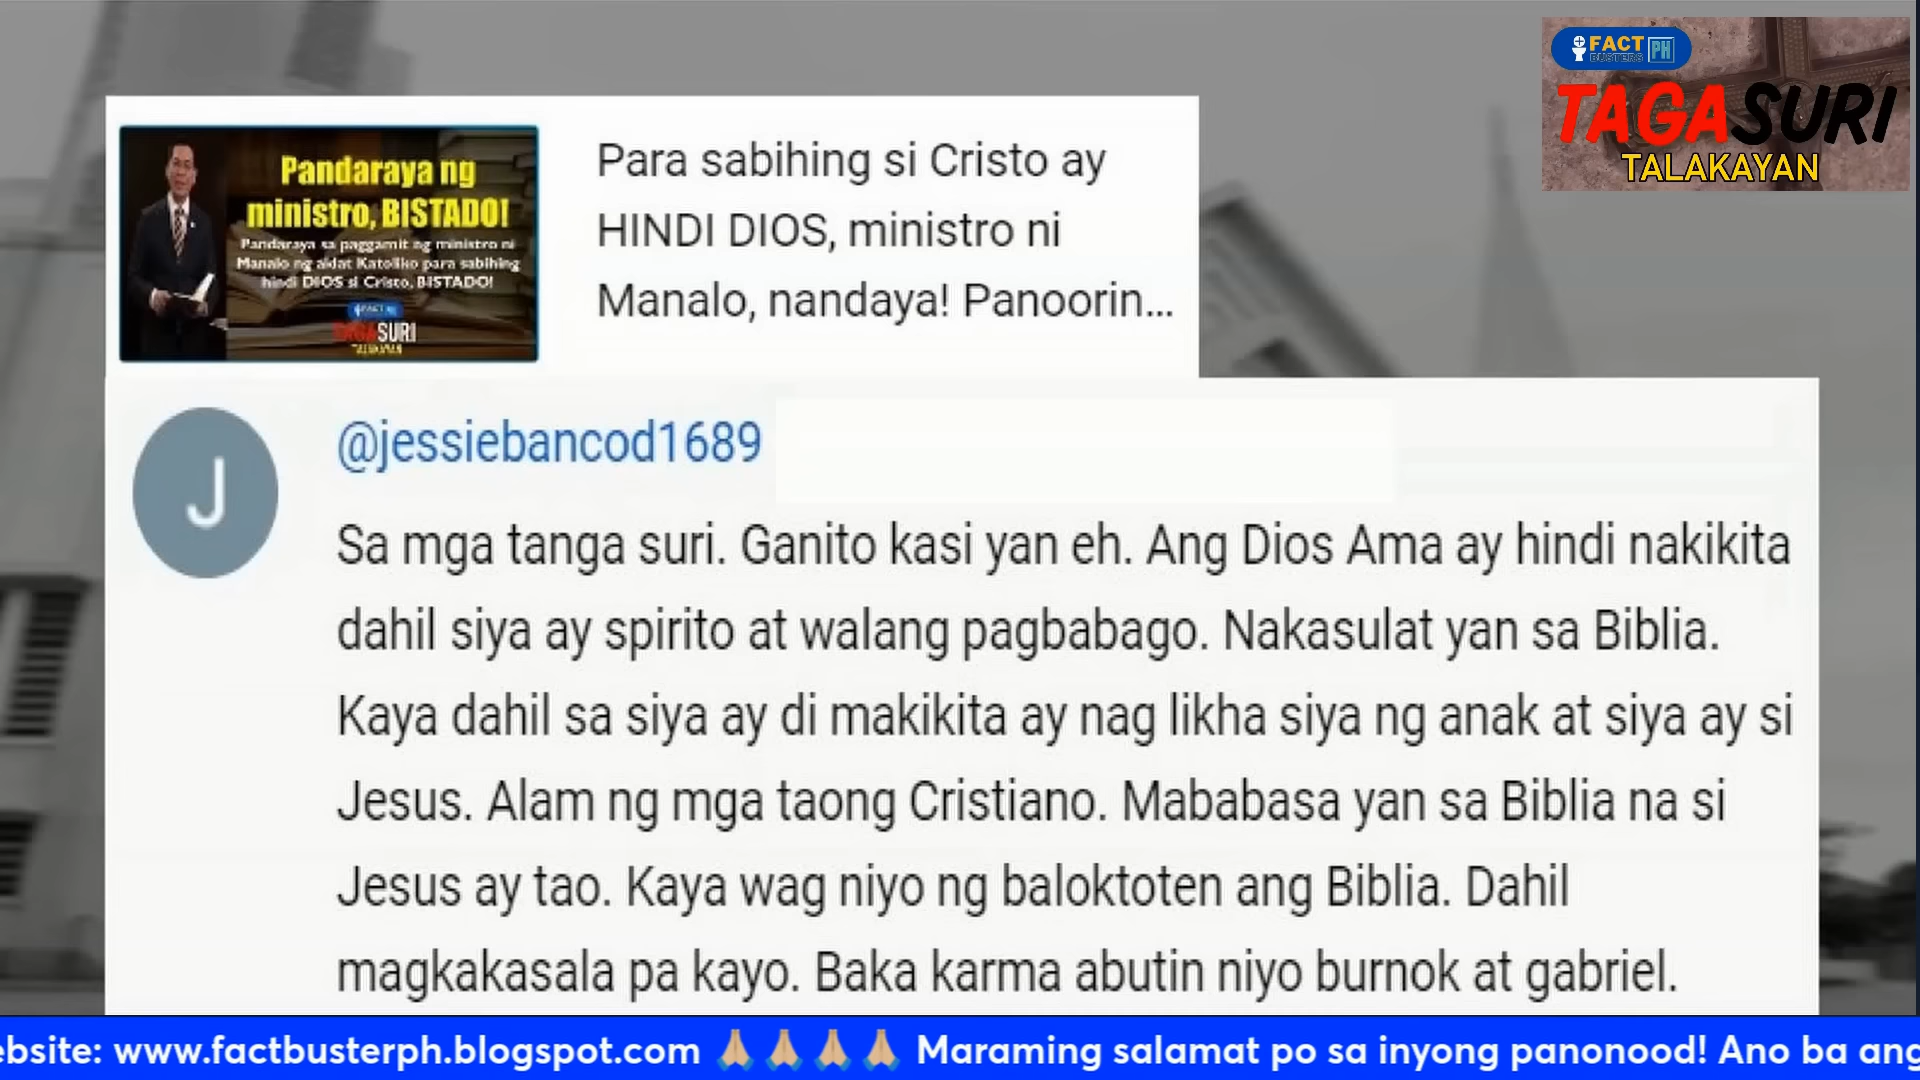 FACT
BUSTERS
PH
TAGASURI
TALAKAYAN
Pandaraya ng
ministro, BISTADO!
Pandaraya sa paggamit ng ministro ni
Manalo ng aklat Katoliko para sabihing
hindi DIOS si Cristo, BISTADO!
TAGASURI
TALAKAYAN
Para sabihing si Cristo ay
HINDI DIOS, ministro ni
Manalo, nandaya! Panoorin...
J
@jessiebancod1689
Sa mga tanga suri. Ganito kasi yan eh. Ang Dios Ama ay hindi nakikita
dahil siya ay spirito at walang pagbabago. Nakasulat yan sa Biblia.
Kaya dahil sa siya ay di makikita ay nag likha siya ng anak at siya ay si
Jesus. Alam ng mga taong Cristiano. Mababasa yan sa Biblia na si
Jesus ay tao. Kaya wag niyo ng baloktoten ang Biblia. Dahil
magkakasala pa kayo. Baka karma abutin niyo burnok at gabriel.
ebsite: www.factbusterph.blogspot.com 🙏🏼🙏🏼🙏🏼🙏🏼 Maraming salamat po sa inyong panonood! Ano ba ang